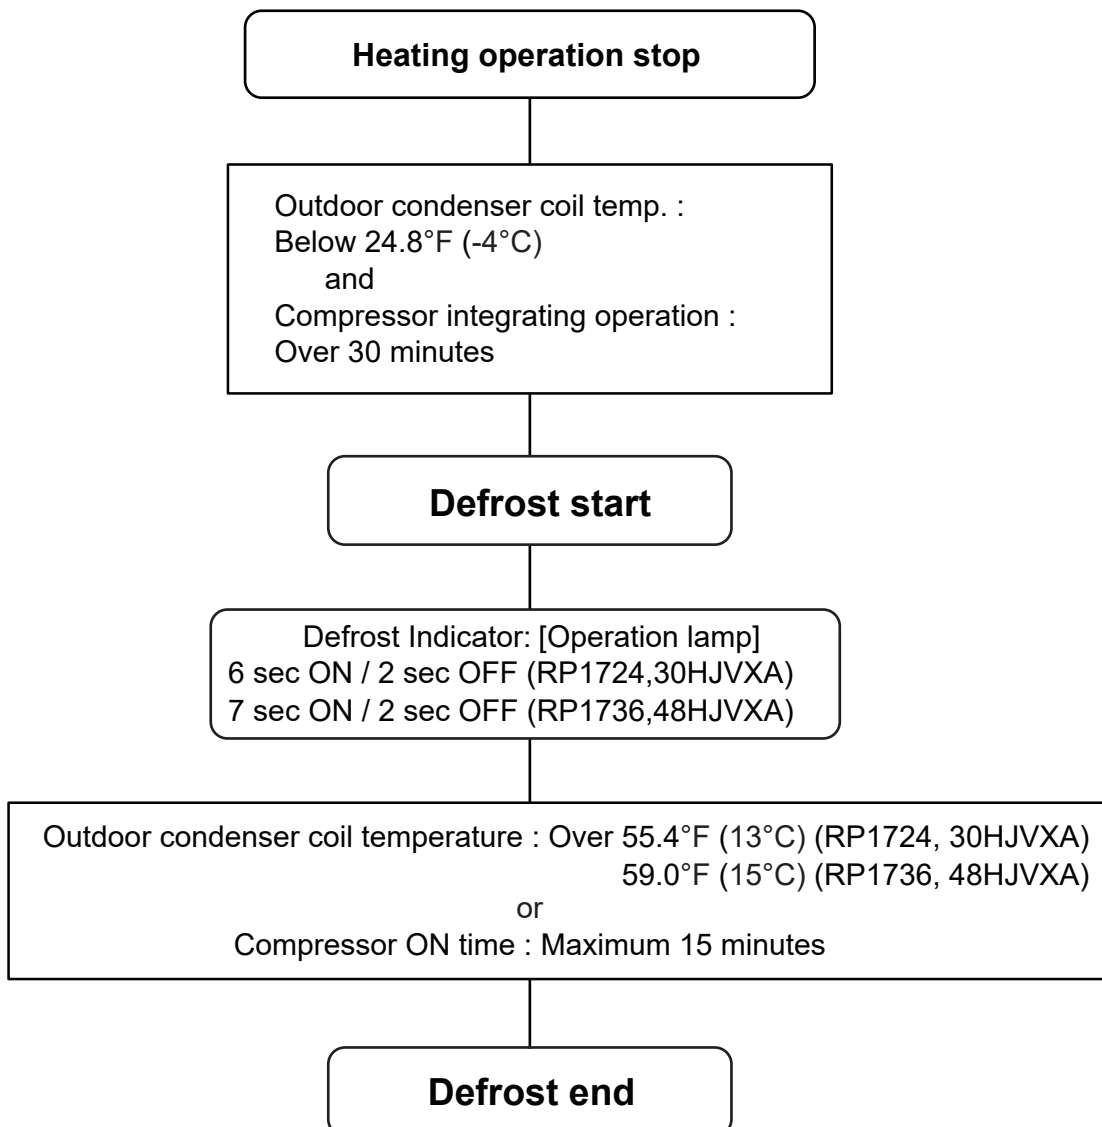 Heating operation stop
Outdoor condenser coil temp. :
Below 24.8°F (-4°C)
and
Compressor integrating operation :
Over 30 minutes
Defrost start
Defrost Indicator: [Operation lamp]
6 sec ON / 2 sec OFF (RP1724,30HJVXA)
7 sec ON / 2 sec OFF (RP1736,48HJVXA)
Outdoor condenser coil temperature : Over 55.4°F (13°C) (RP1724, 30HJVXA)
59.0°F (15°C) (RP1736, 48HJVXA)
or
Compressor ON time : Maximum 15 minutes
Defrost end